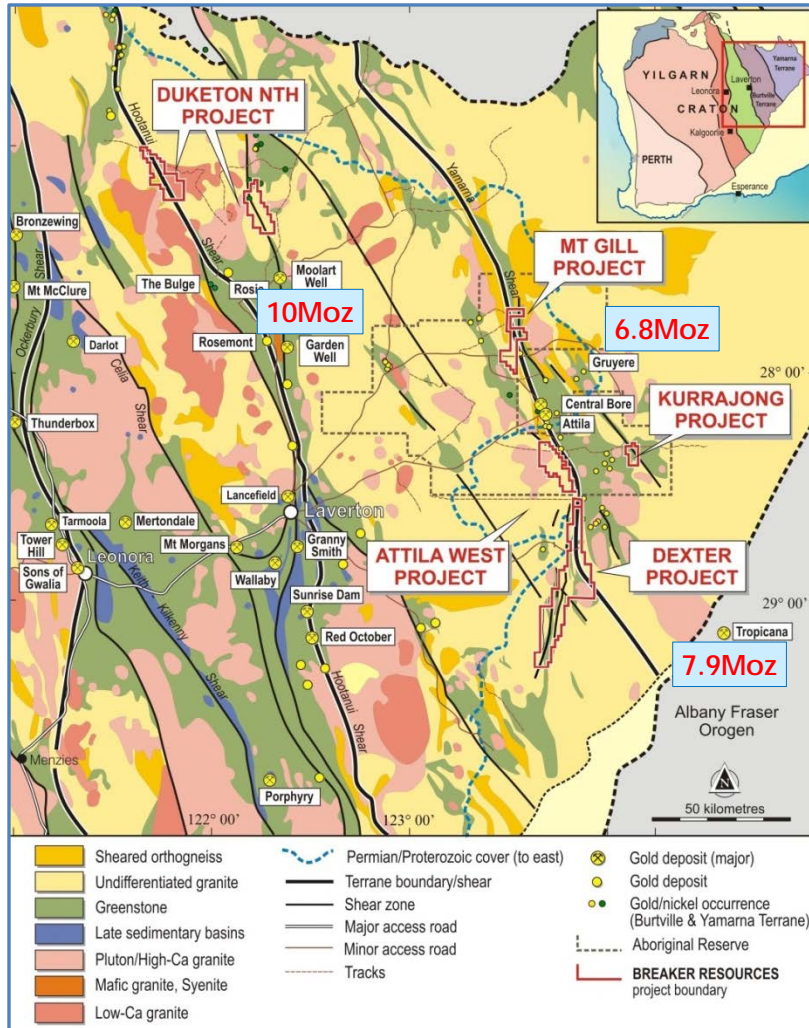 YILGARN
CRATON
Yamarna
Terrane
Laverton
Leonora
Burtville
Terrane
Kalgoorlie
PERTH
Esperance
DUKETON NTH
PROJECT
Hootanui
Shear
Yamarna
Shear
MT GILL
PROJECT
Bronzewing
Mt McClure
Ockerbury
Shear
The Bulge
Rosie
Moolart
Well
10Moz
6.8Moz
Darlot
Celia
Shear
Rosemont
Garden
Well
Gruyere
28° 00'
Central Bore
Attila
KURRAJONG
PROJECT
Thunderbox
Lancefield
Laverton
Tarmoola
Mertondale
Tower
Hill
Leonora
Mt Morgans
Granny
Smith
Sons of
Gwalia
Wallaby
ATTILA WEST
PROJECT
DEXTER
PROJECT
Keith
Kilkenny
Shear
Sunrise Dam
29° 00'
Red October
Tropicana
7.9Moz
Hootanui
Shear
Albany Fraser
Orogen
Menzies
Porphyry
N
122° 00'
123° 00'
50 kilometres
Sheared orthogneiss
Undifferentiated granite
Greenstone
Late sedimentary basins
Pluton/High-Ca granite
Mafic granite, Syenite
Low-Ca granite
Permian/Proterozoic cover (to east)
Terrane boundary/shear
Shear zone
Major access road
Minor access road
Tracks
Gold deposit (major)
Gold deposit
Gold/nickel occurrence
(Burtville & Yamarna Terrane)
Aboriginal Reserve
BREAKER RESOURCES
project boundary